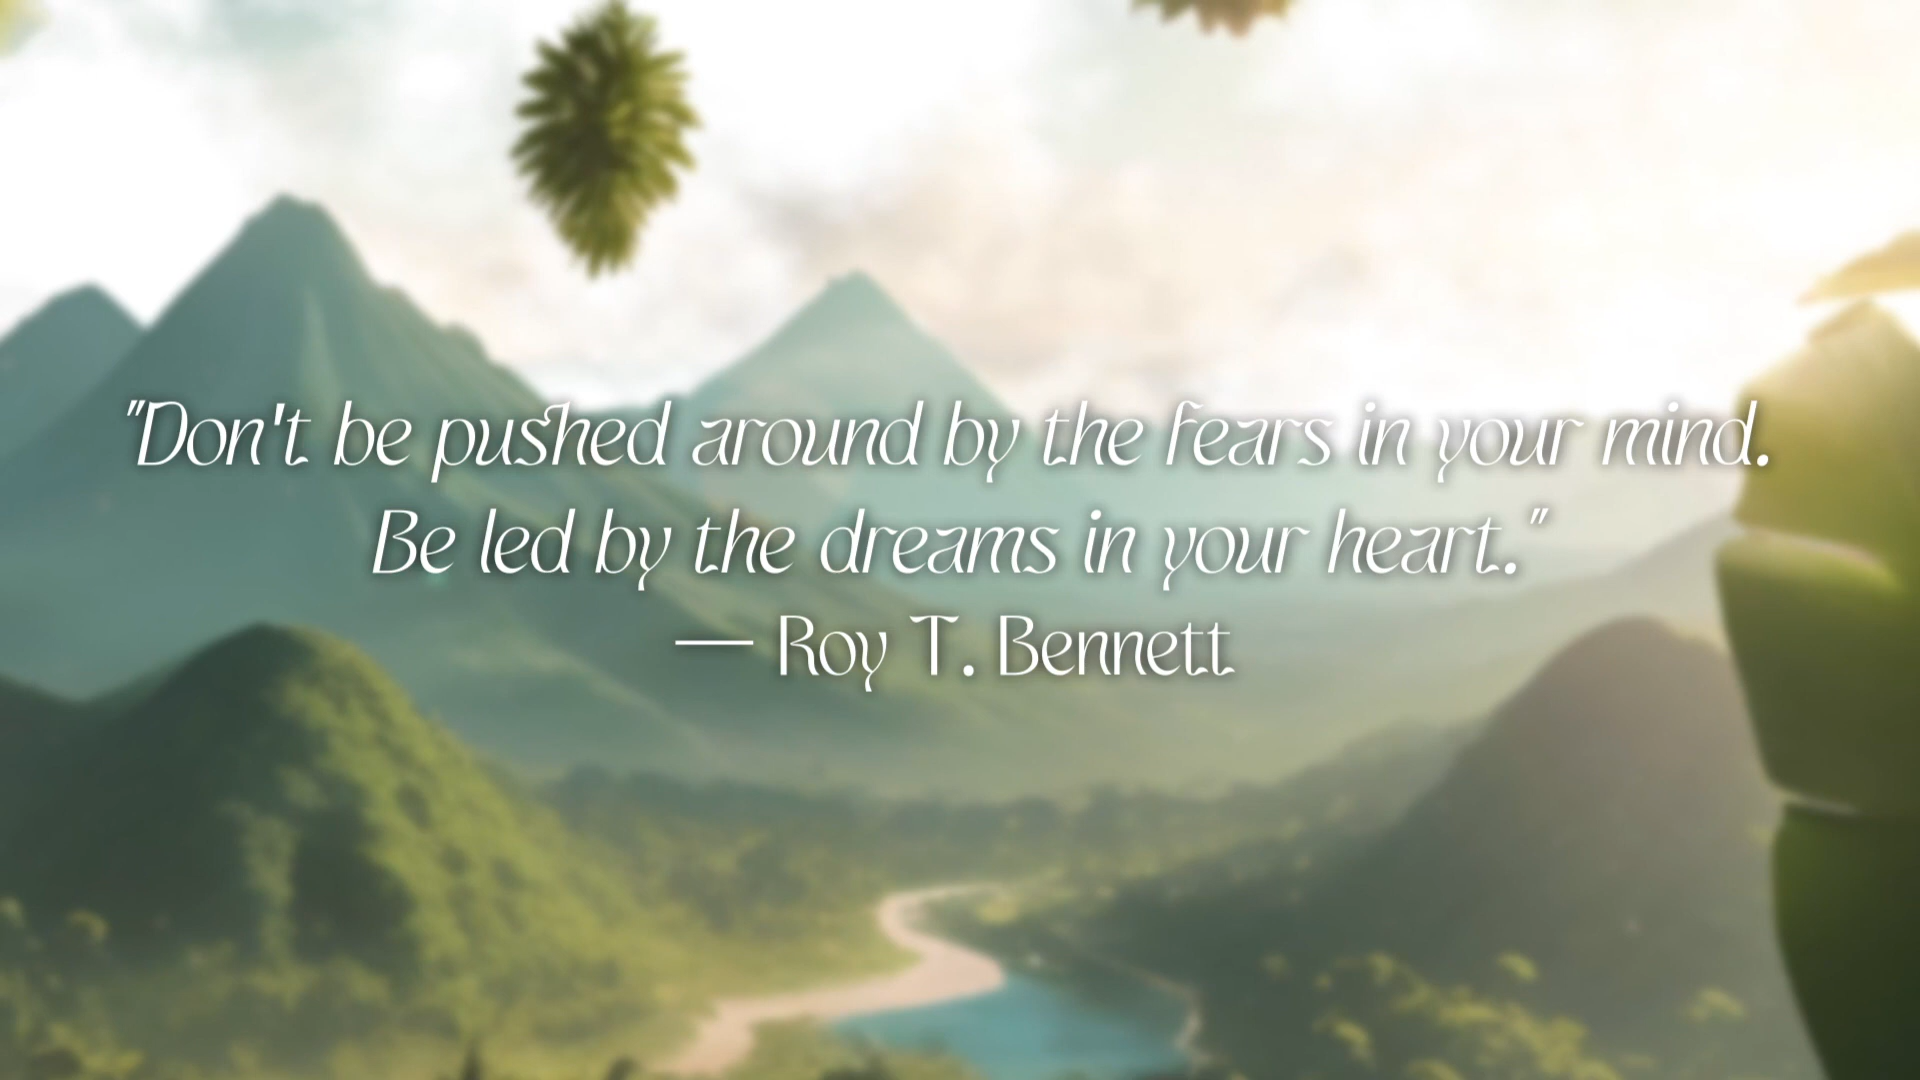 "Don't be pushed around by the fears in your mind.
Be led by the dreams in your heart."
— Roy T. Bennett